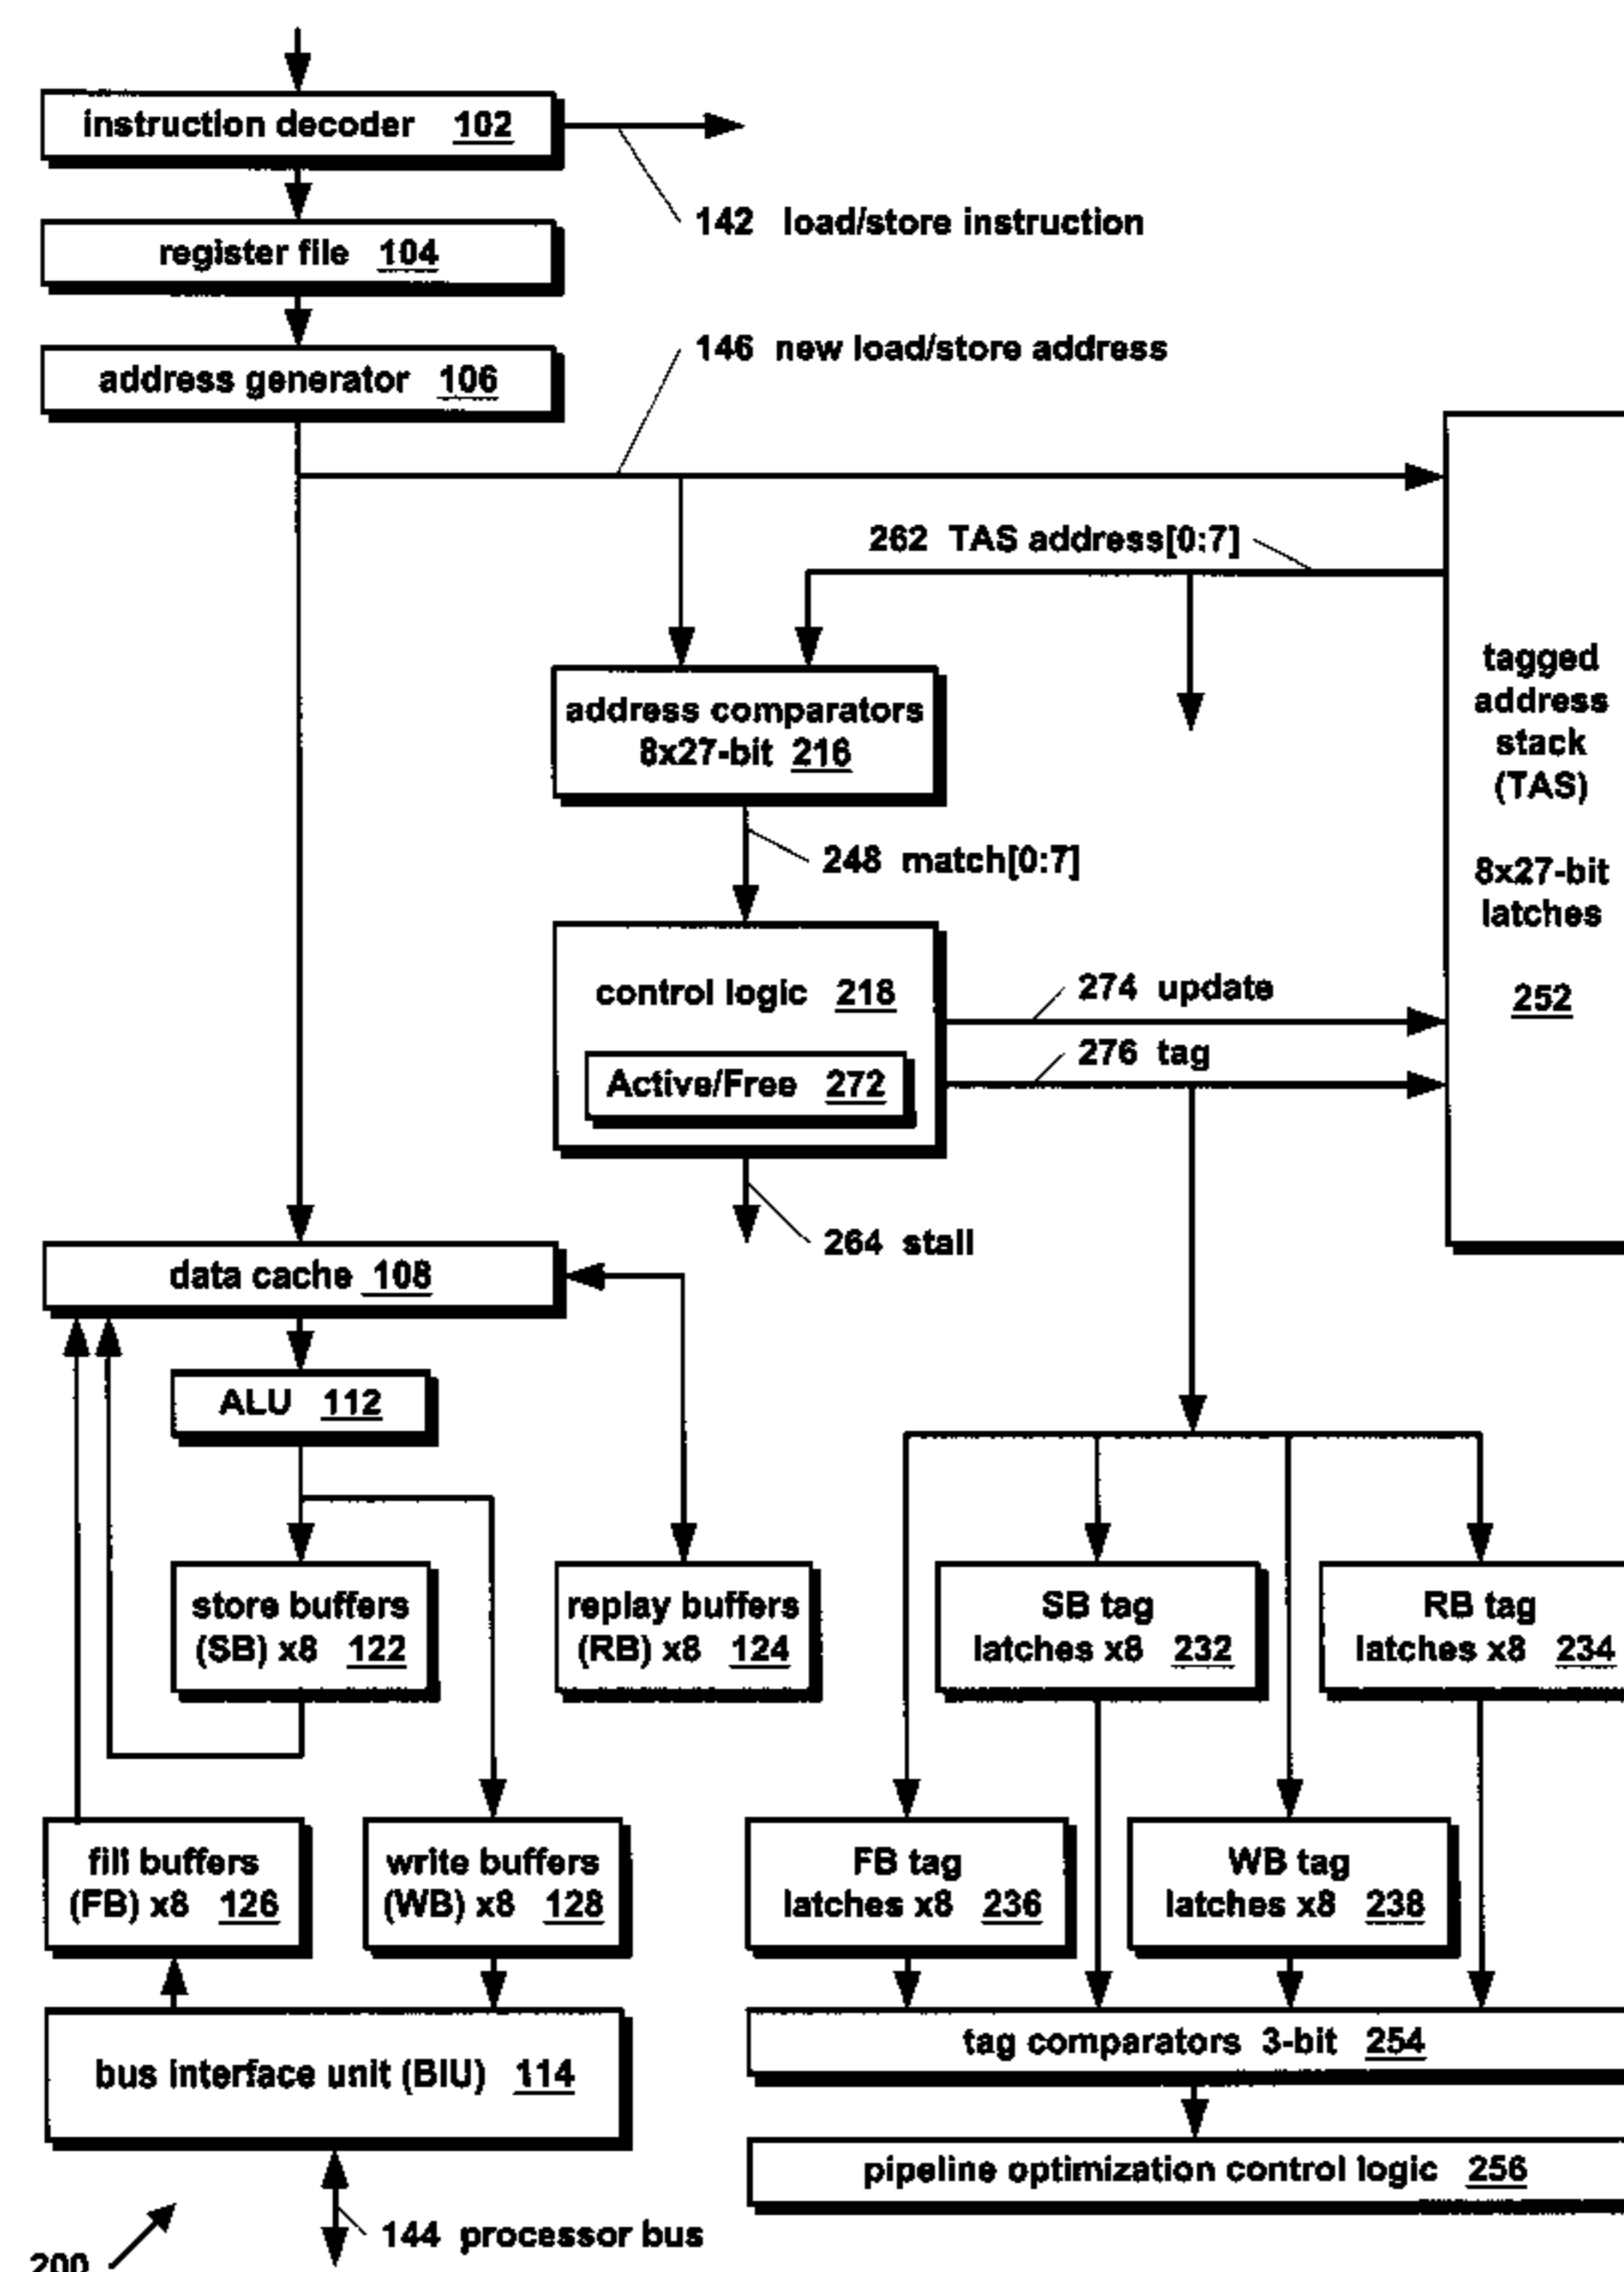 instruction decoder 102
142 load/store instruction
register file 104
146 new load/store address
address generator 106
262 TAS address[0:7]
tagged
address
stack
(TAS)
8x27-bit
latches
252
address comparators
8x27-bit 216
248 match[0:7]
control logic 218
274 update
276 tag
Active/Free 272
264 stall
data cache 108
ALU 112
store buffers
(SB) x8 122
replay buffers
(RB) x8 124
SB tag
latches x8 232
RB tag
latches x8 234
fill buffers
(FB) x8 126
write buffers
(WB) x8 128
FB tag
latches x8 236
WB tag
latches x8 238
tag comparators 3-bit 254
bus interface unit (BIU) 114
pipeline optimization control logic 256
144 processor bus
200